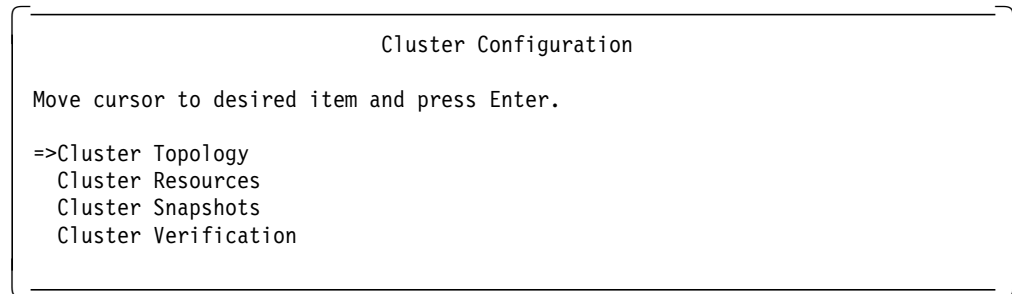 Cluster Configuration
Move cursor to desired item and press Enter.
=>Cluster Topology
Cluster Resources
Cluster Snapshots
Cluster Verification